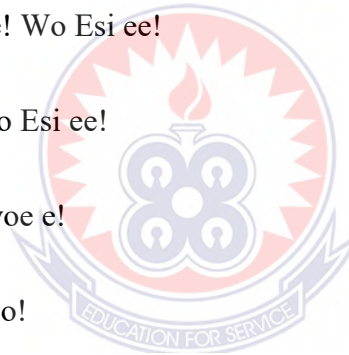 ! Wo Esi ee!
o Esi ee!
voe e!
o!
EDUCATION FOR SERVICE